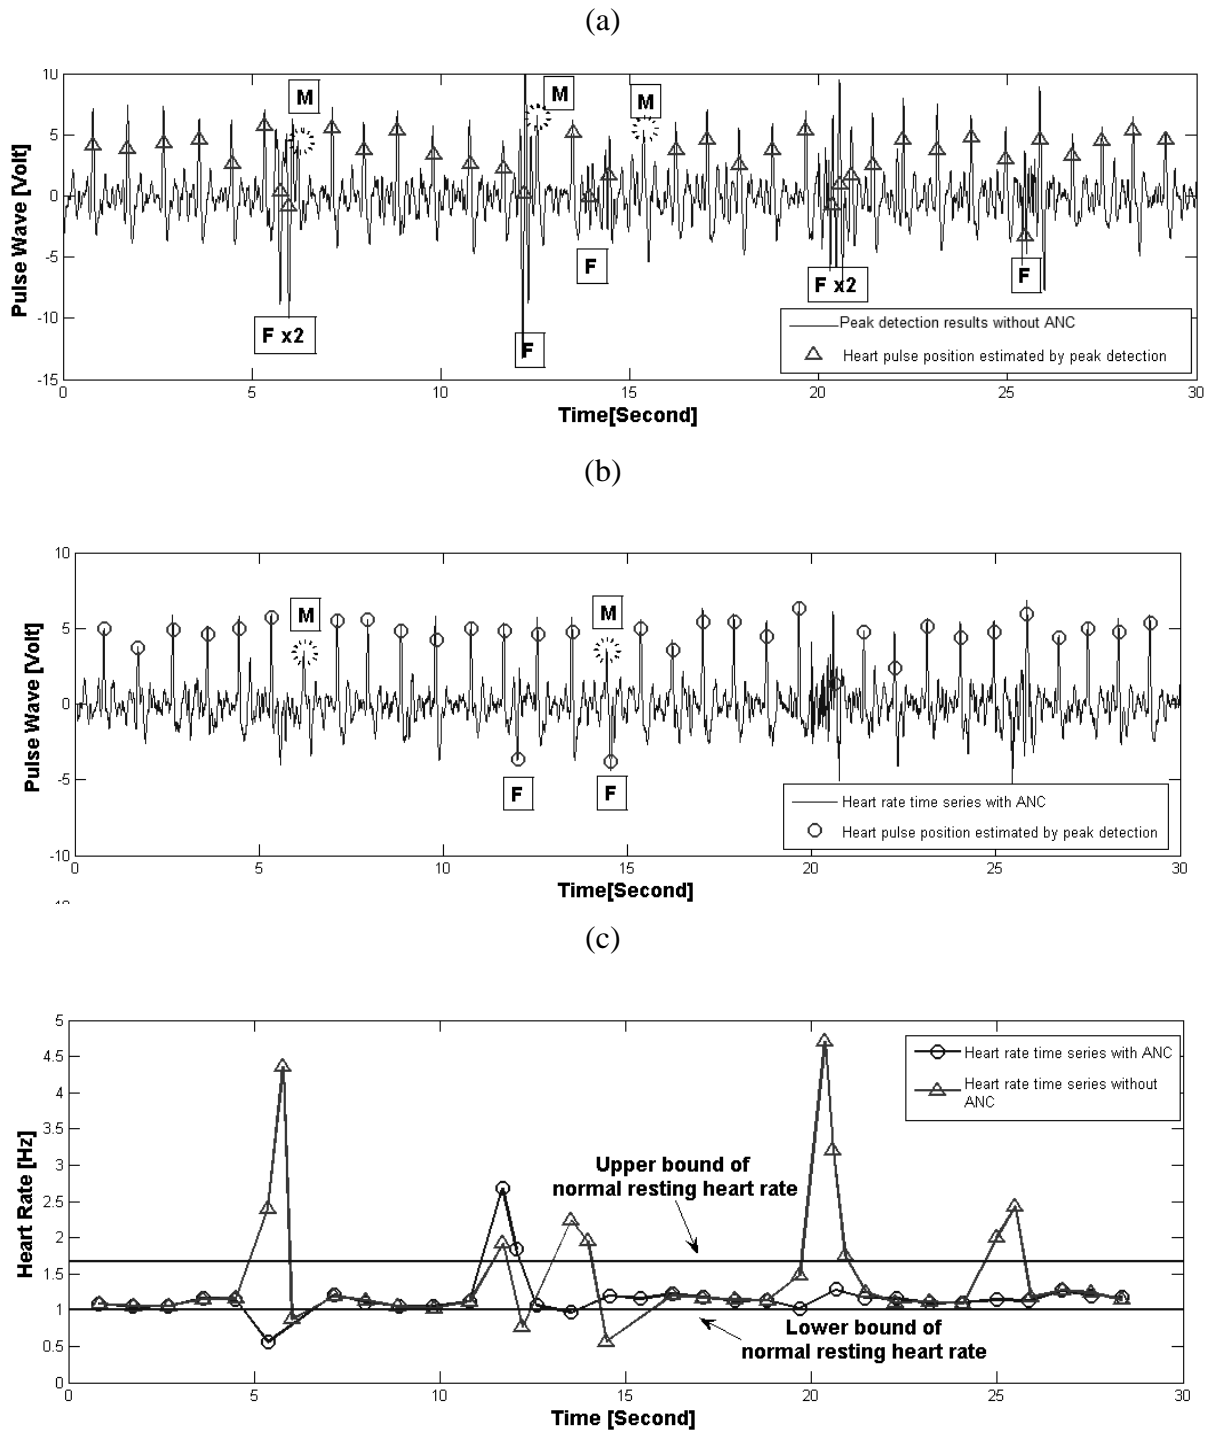 (a)
10
5
0
-5
-10
-15
Pulse Wave [Volt]
M
M
M
F x2
F
F
F x2
F
Peak detection results without ANC
Heart pulse position estimated by peak detection
0 5 10 15 20 25 30
Time[Second]
(b)
10
5
0
-5
-10
Pulse Wave [Volt]
M
M
F
F
Heart rate time series with ANC
Heart pulse position estimated by peak detection
0 5 10 15 20 25 30
Time[Second]
(c)
5
4.5
4
3.5
3
2.5
2
1.5
1
0.5
0
Heart Rate [Hz]
Heart rate time series with ANC
Heart rate time series without
ANC
Upper bound of
normal resting heart rate
Lower bound of
normal resting heart rate
0 5 10 15 20 25 30
Time [Second]